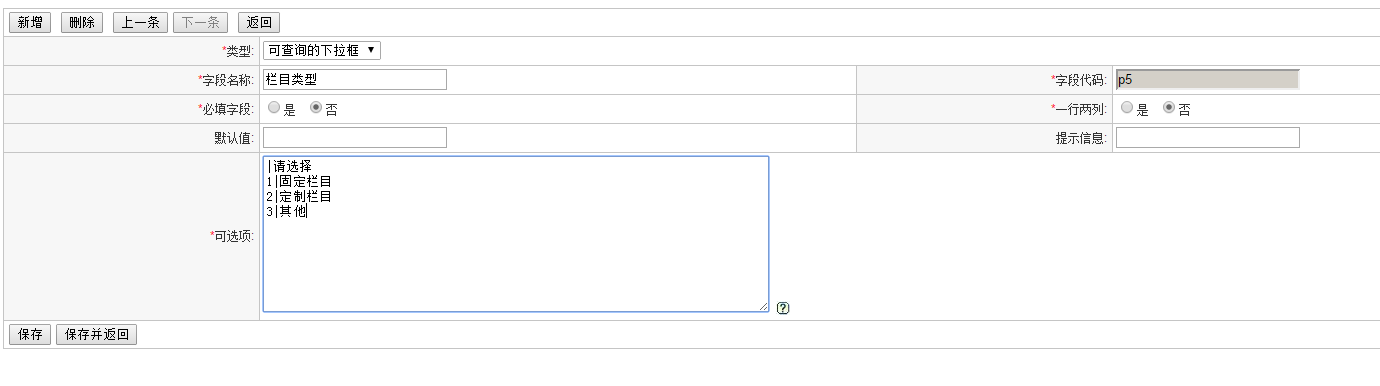 新增 删除 上一条 下一条 返回
*类型: 可查询的下拉框
*字段名称: 栏目类型 *字段代码: p5
*必填字段: 是 否 *一行两列: 是 否
默认值: 提示信息:
|请选择
1|固定栏目
2|定制栏目
3|其他
*可选项:
?
保存 保存并返回